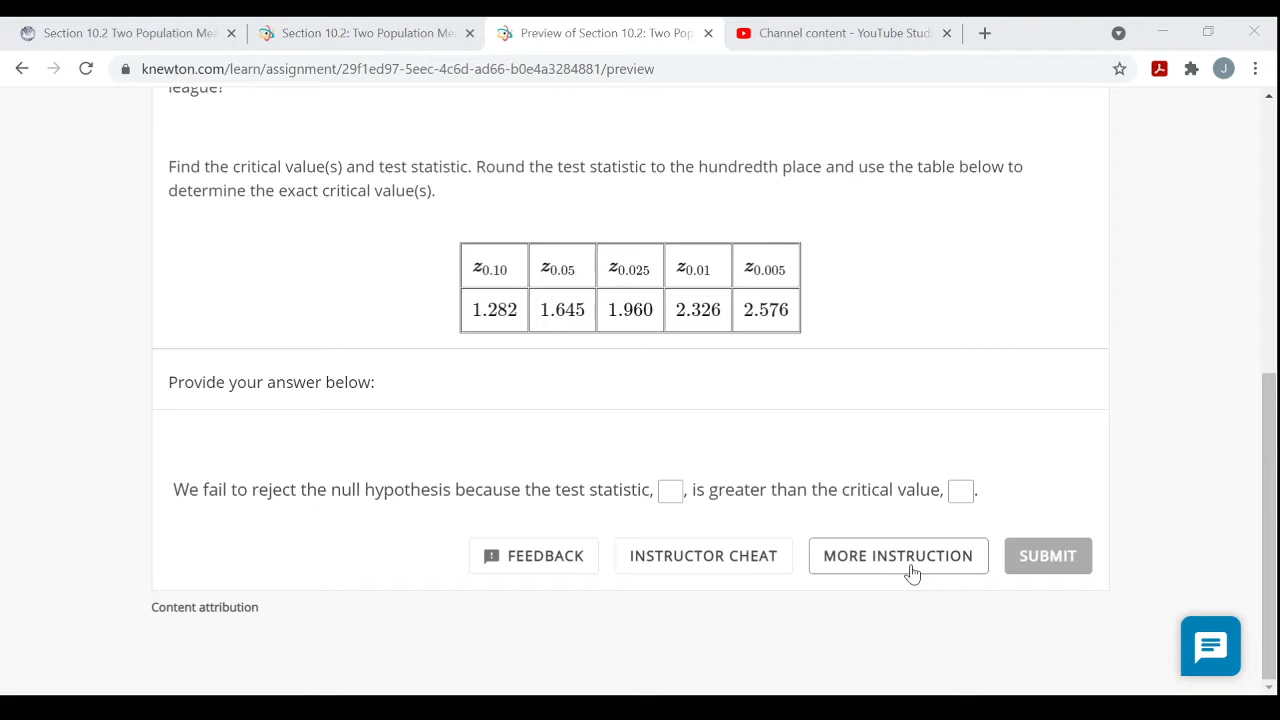 Section 10.2 Two Population Mea
Section 10.2: Two Population Me
Preview of Section 10.2: Two Pop
Channel content - YouTube Studi
knewton.com/learn/assignment/29f1ed97-5eec-4c6d-ad66-b0e4a3284881/preview
J
league?
Find the critical value(s) and test statistic. Round the test statistic to the hundredth place and use the table below to
determine the exact critical value(s).
z0.10 z0.05 z0.025 z0.01 z0.005
1.282 1.645 1.960 2.326 2.576
Provide your answer below:
We fail to reject the null hypothesis because the test statistic, , is greater than the critical value, .
FEEDBACK INSTRUCTOR CHEAT MORE INSTRUCTION SUBMIT
Content attribution